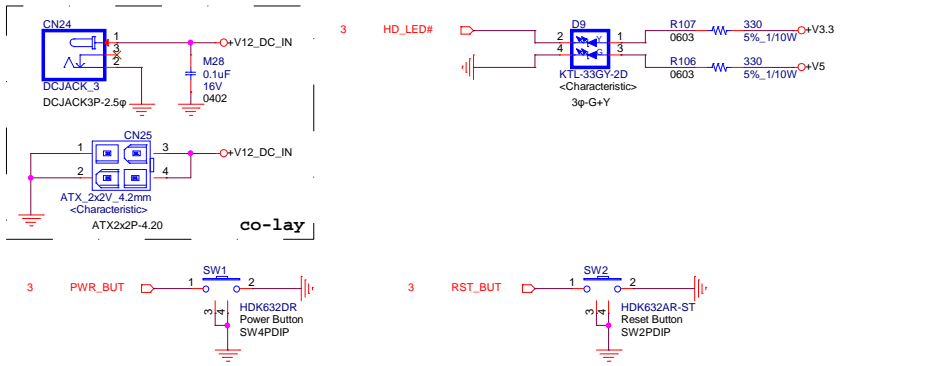 CN24
1
3
2
+V12_DC_IN
M28
0.1uF
16V
0402
DCJACK_3
DCJACK3P-2.5φ
CN25
1
3
2
4
+V12_DC_IN
ATX_2x2V_4.2mm
<Characteristic>
ATX2x2P-4.20
co-lay
3
HD_LED#
D9
2
1
4
3
Y
G
KTL-33GY-2D
<Characteristic>
3φ-G+Y
R107
0603
330
5%_1/10W
+V3.3
R106
0603
330
5%_1/10W
+V5
3
PWR_BUT
SW1
1
2
3
4
HDK632DR
Power Button
SW4PDIP
3
RST_BUT
SW2
1
2
3
4
HDK632AR-ST
Reset Button
SW2PDIP